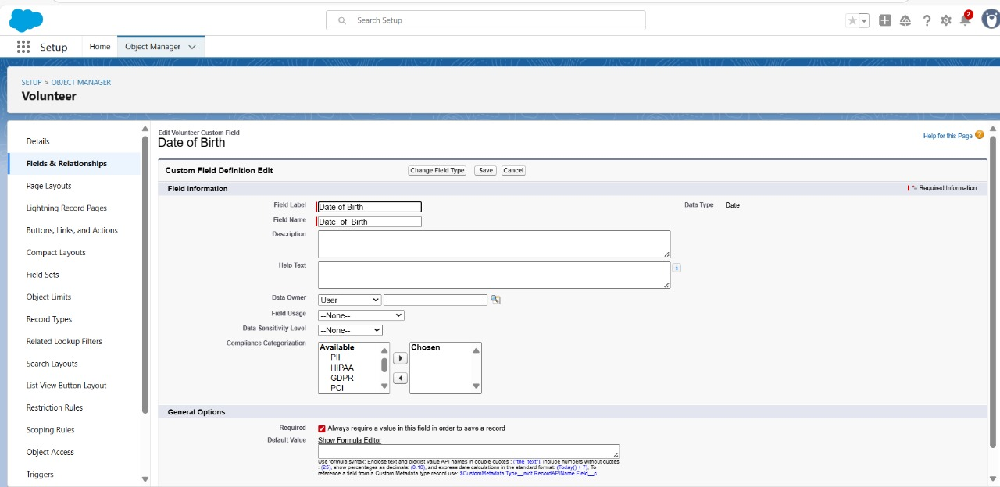 Search Setup
2
Setup
Home
Object Manager
SETUP > OBJECT MANAGER
Volunteer
Details
Fields & Relationships
Page Layouts
Lightning Record Pages
Buttons, Links, and Actions
Compact Layouts
Field Sets
Object Limits
Record Types
Related Lookup Filters
Search Layouts
List View Button Layout
Restriction Rules
Scoping Rules
Object Access
Triggers
Edit Volunteer Custom Field
Date of Birth
Help for this Page ?
Custom Field Definition Edit
Change Field Type
Save
Cancel
Field Information
= Required Information
Field Label Date of Birth
Data Type Date
Field Name Date_of_Birth
Description
Help Text
i
Data Owner User
Field Usage --None--
Data Sensitivity Level --None--
Compliance Categorization
Available
PII
HIPAA
GDPR
PCI
Chosen
General Options
Required Always require a value in this field in order to save a record
Default Value Show Formula Editor
Use formula syntax: Enclose text and picklist value API names in double quotes : ("the_text"), include numbers without quotes
: (25), show percentages as decimals: (0.10), and express date calculations in the standard format: (Today() + 7), To
reference a field from a Custom Metadata type record use: $CustomMetadata.Type__mdt.RecordAPIName.Field__c